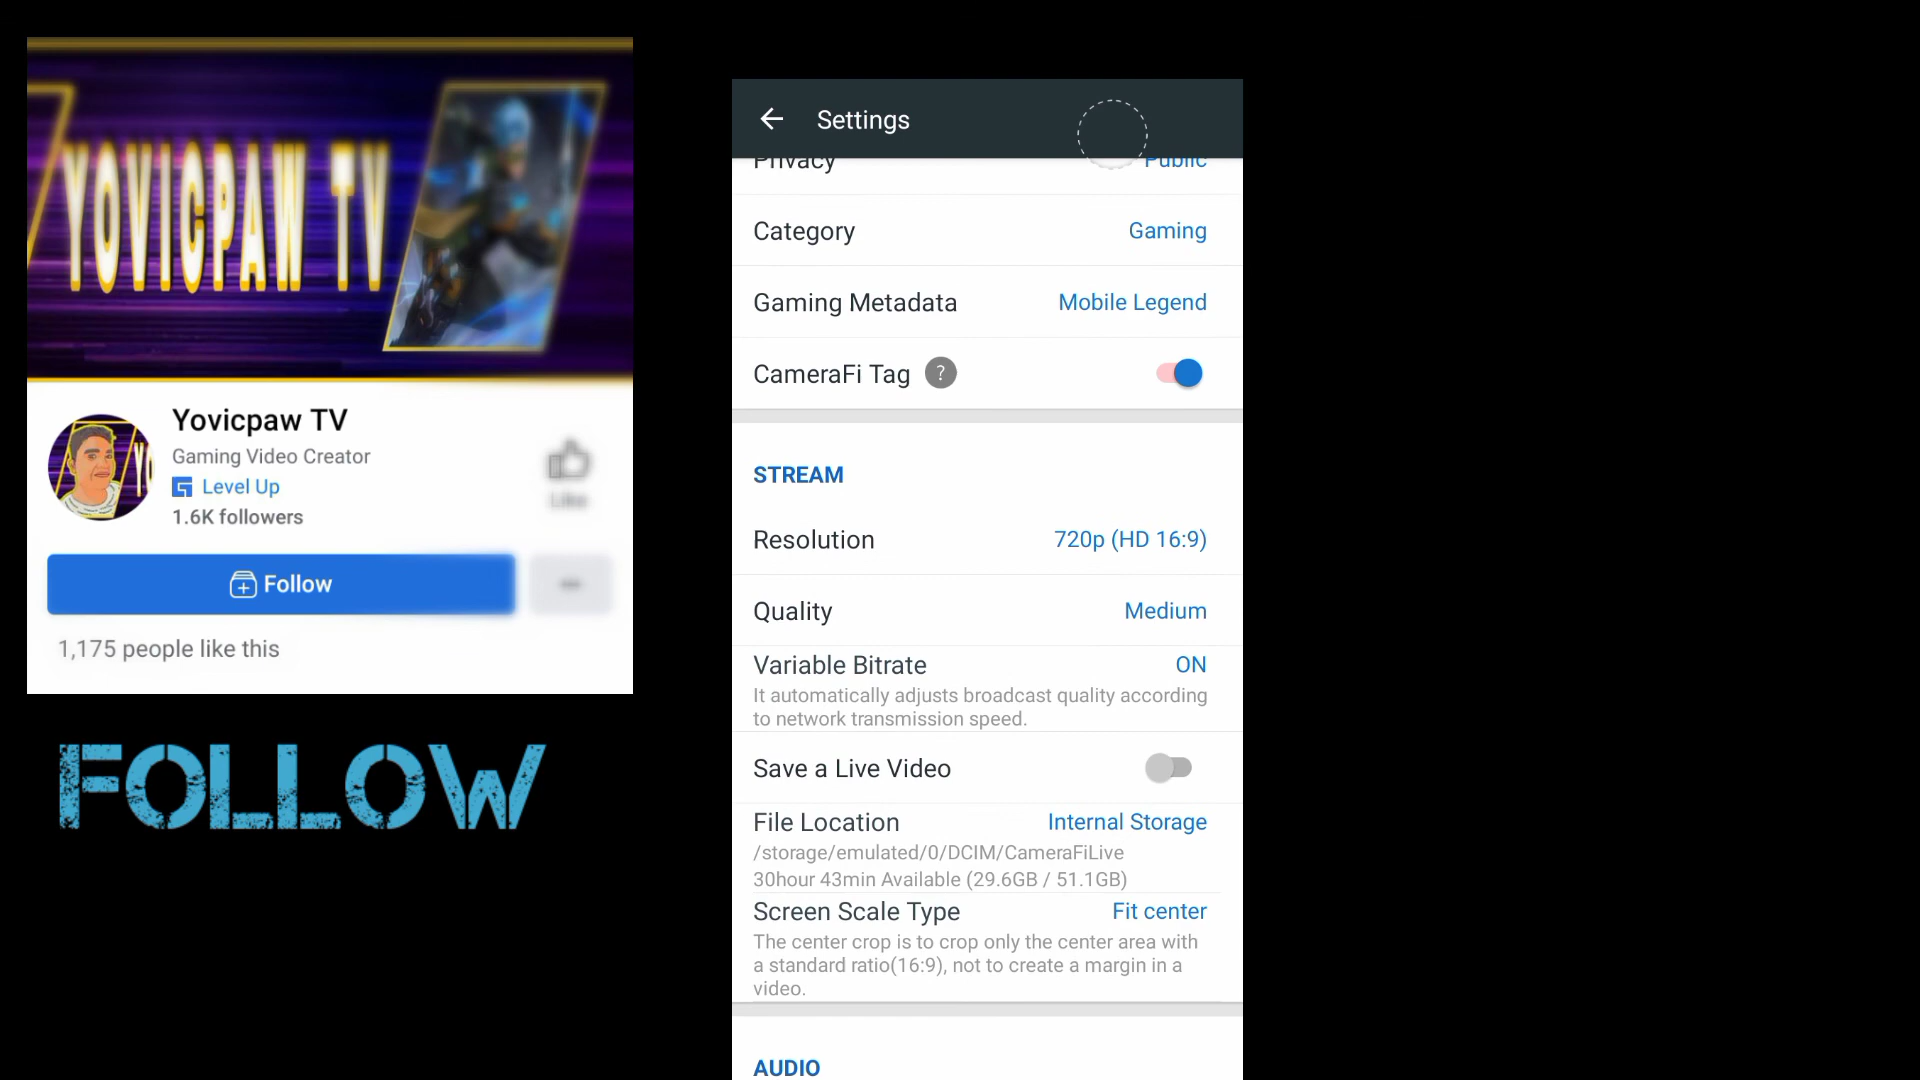 YOVICPAW TV
Yovicpaw TV
Gaming Video Creator
Level Up
1.6K followers
Like
Follow
1,175 people like this
FOLLOW
Settings
Privacy Public
Category Gaming
Gaming Metadata Mobile Legend
CameraFi Tag ?
STREAM
Resolution 720p (HD 16:9)
Quality Medium
Variable Bitrate ON
It automatically adjusts broadcast quality according
to network transmission speed.
Save a Live Video
File Location Internal Storage
/storage/emulated/0/DCIM/CameraFiLive
30hour 43min Available (29.6GB / 51.1GB)
Screen Scale Type Fit center
The center crop is to crop only the center area with
a standard ratio(16:9), not to create a margin in a
video.
AUDIO